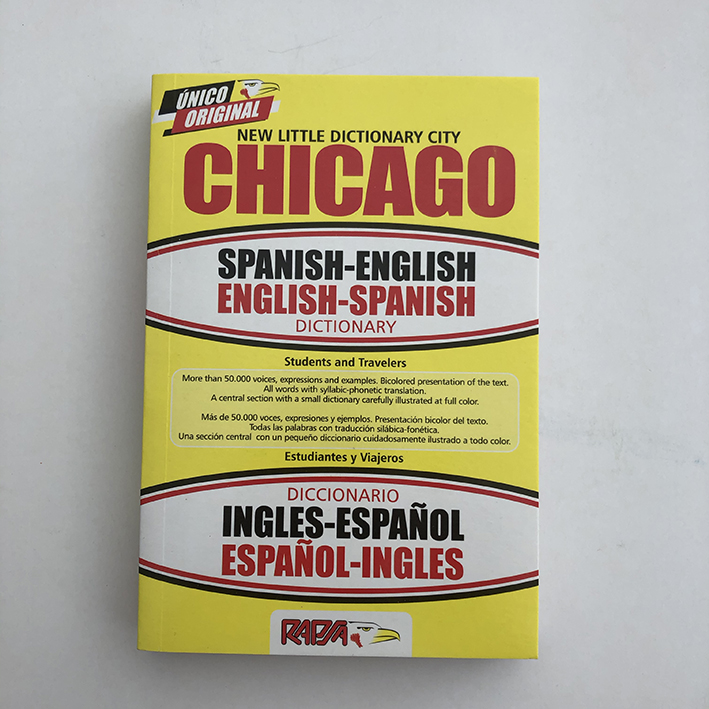 ÚNICO
ORIGINAL
NEW LITTLE DICTIONARY CITY
CHICAGO
SPANISH-ENGLISH
ENGLISH-SPANISH
DICTIONARY
Students and Travelers
More than 50.000 voices, expressions and examples. Bicolored presentation of the text.
All words with syllabic-phonetic translation.
A central section with a small dictionary carefully illustrated at full color.
Más de 50.000 voces, expresiones y ejemplos. Presentación bicolor del texto.
Todas las palabras con traducción silábica-fonética.
Una sección central con un pequeño diccionario cuidadosamente ilustrado a todo color.
Estudiantes y Viajeros
DICCIONARIO
INGLES-ESPAÑOL
ESPAÑOL-INGLES
RAPSA